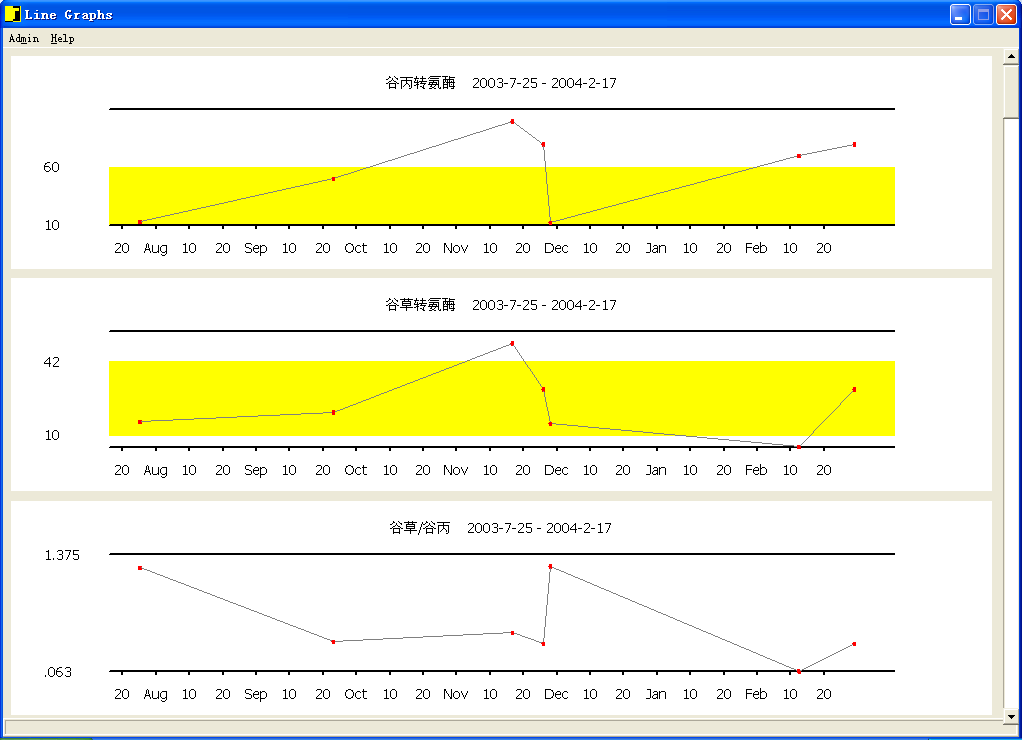 Line Graphs
Admin Help
谷丙转氨酶 2003-7-25 - 2004-2-17
60
10
20 Aug 10 20 Sep 10 20 Oct 10 20 Nov 10 20 Dec 10 20 Jan 10 20 Feb 10 20
谷草转氨酶 2003-7-25 - 2004-2-17
42
10
20 Aug 10 20 Sep 10 20 Oct 10 20 Nov 10 20 Dec 10 20 Jan 10 20 Feb 10 20
谷草/谷丙 2003-7-25 - 2004-2-17
1.375
.063
20 Aug 10 20 Sep 10 20 Oct 10 20 Nov 10 20 Dec 10 20 Jan 10 20 Feb 10 20